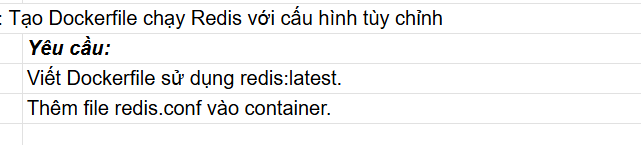 : Tạo Dockerfile chạy Redis với cấu hình tùy chỉnh
Yêu cầu:
Viết Dockerfile sử dụng redis:latest.
Thêm file redis.conf vào container.